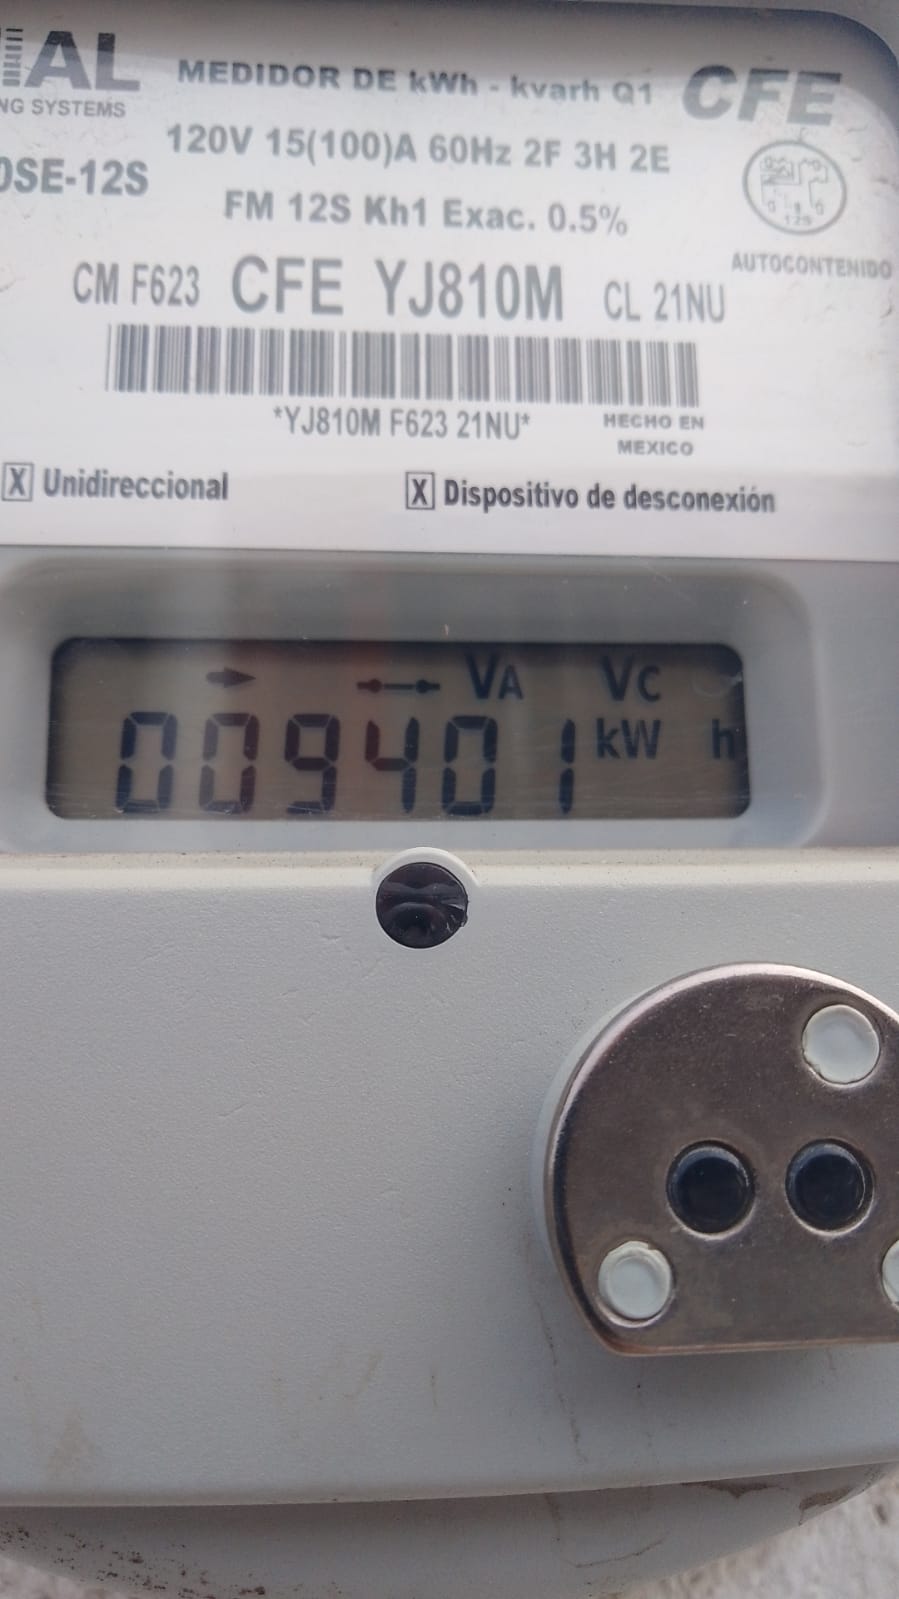 MEDIDOR DE kWh - kvarh Q1 CFE
NG SYSTEMS
120V 15(100)A 60Hz 2F 3H 2E
SE-12S
FM 12S Kh1 Exac. 0.5%
12S
AUTOCONTENIDO
CM F623 CFE YJ810M CL 21NU
*YJ810M F623 21NU*
HECHO EN
MEXICO
X Unidireccional
X Dispositivo de desconexión
VA VC
009401 kW h